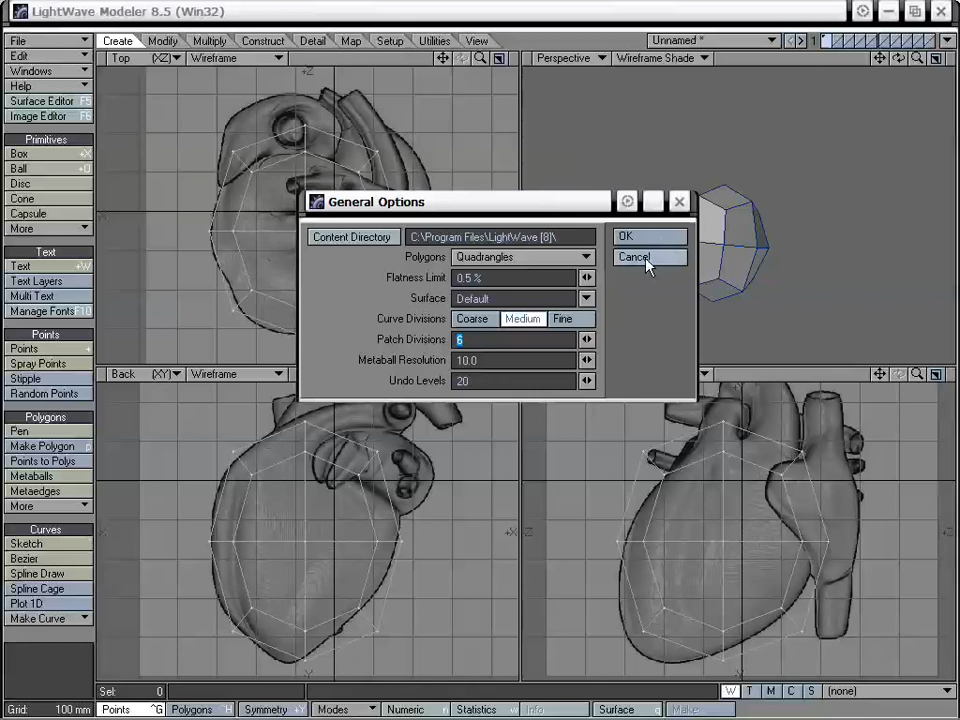 LightWave Modeler 8.5 (Win32)
File Create Modify Multiply Construct Detail Map Setup Utilities View Unnamed * 1
Edit
Top (XZ) Wireframe Perspective Wireframe Shade
Windows
Help
Surface Editor F5
Image Editor F6
Primitives
Box +X
Ball +O
Disc
Cone
Capsule
More
Text
Text +W
Text Layers
Multi Text
Manage Fonts F10
Points
Points +
Spray Points
Stipple
Random Points
Polygons
Pen
Make Polygon p
Points to Polys
Metaballs
Metaedges
More
Curves
Sketch
Bezier
Spline Draw
Spline Cage
Plot 1D
Make Curve
+Z
General Options
Content Directory C:\Program Files\LightWave [8]\ OK
Polygons Quadrangles Cancel
Flatness Limit 0.5 %
Surface Default
Curve Divisions Coarse Medium Fine
Patch Divisions 6
Metaball Resolution 10.0
Undo Levels 20
Back (XY) Wireframe
+X
Sel: 0 W T M C S (none)
Grid: 100 mm Points ^G Polygons ^H Symmetry +Y Modes Numeric n Statistics w Info Surface q Make